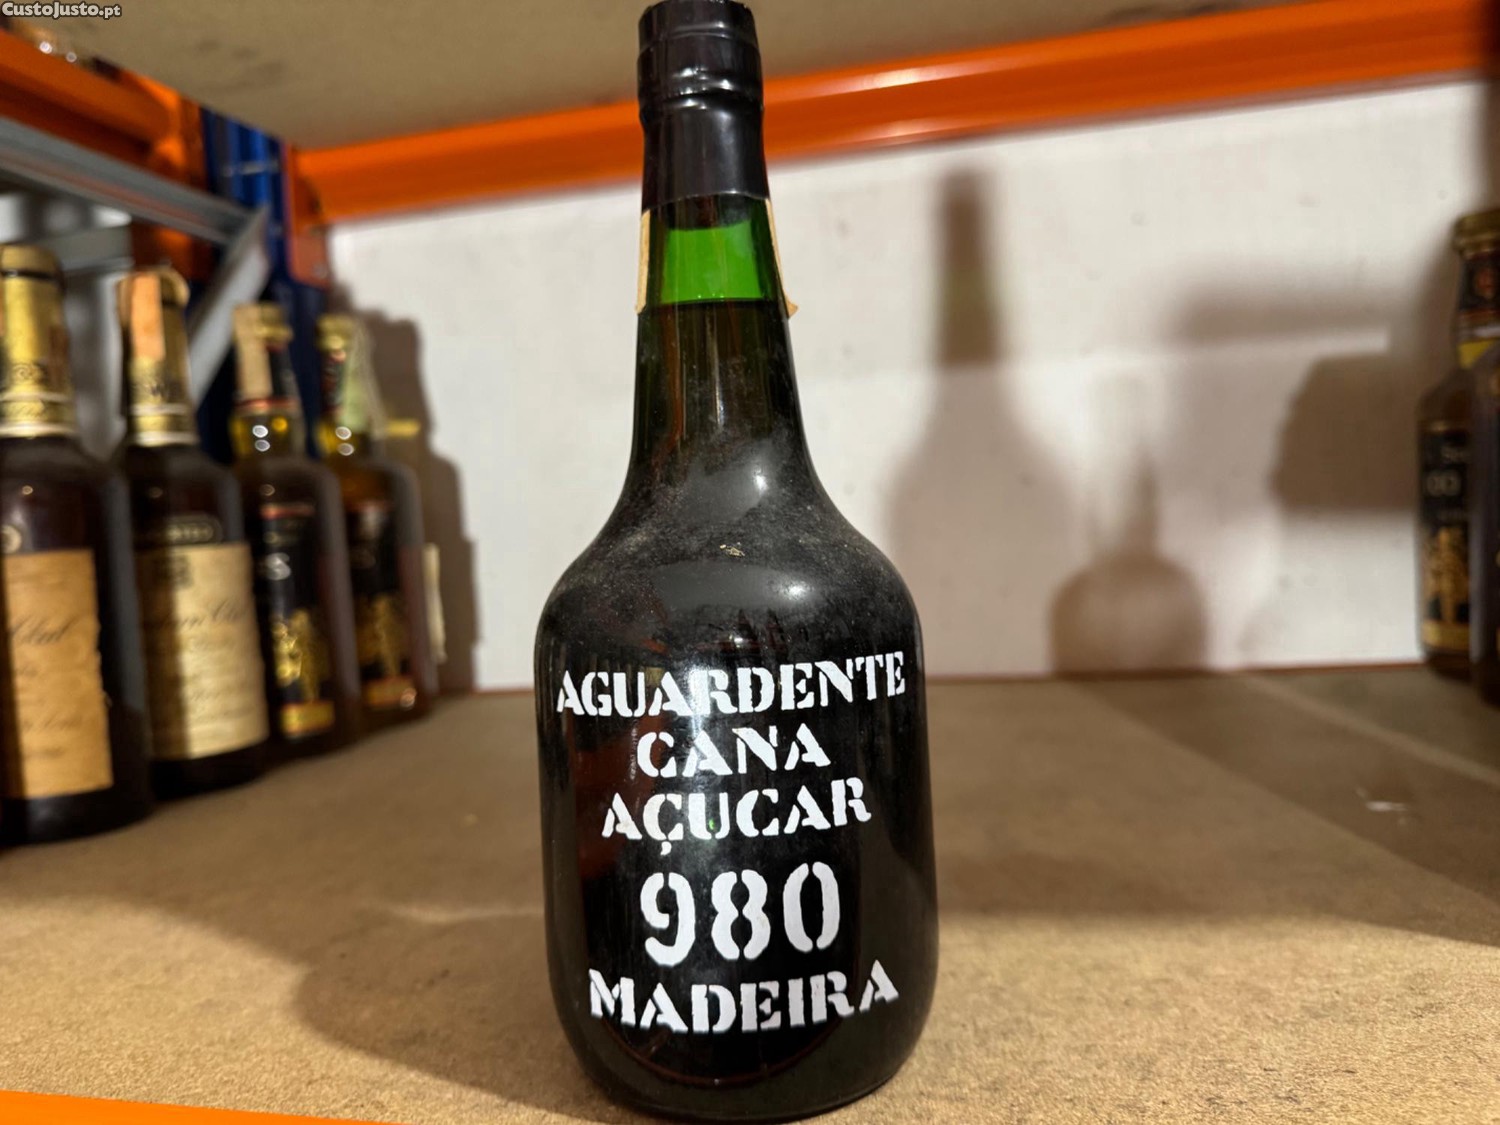 CustoJusto.pt
AGUARDENTE
CANA
AÇUCAR
980
MADEIRA